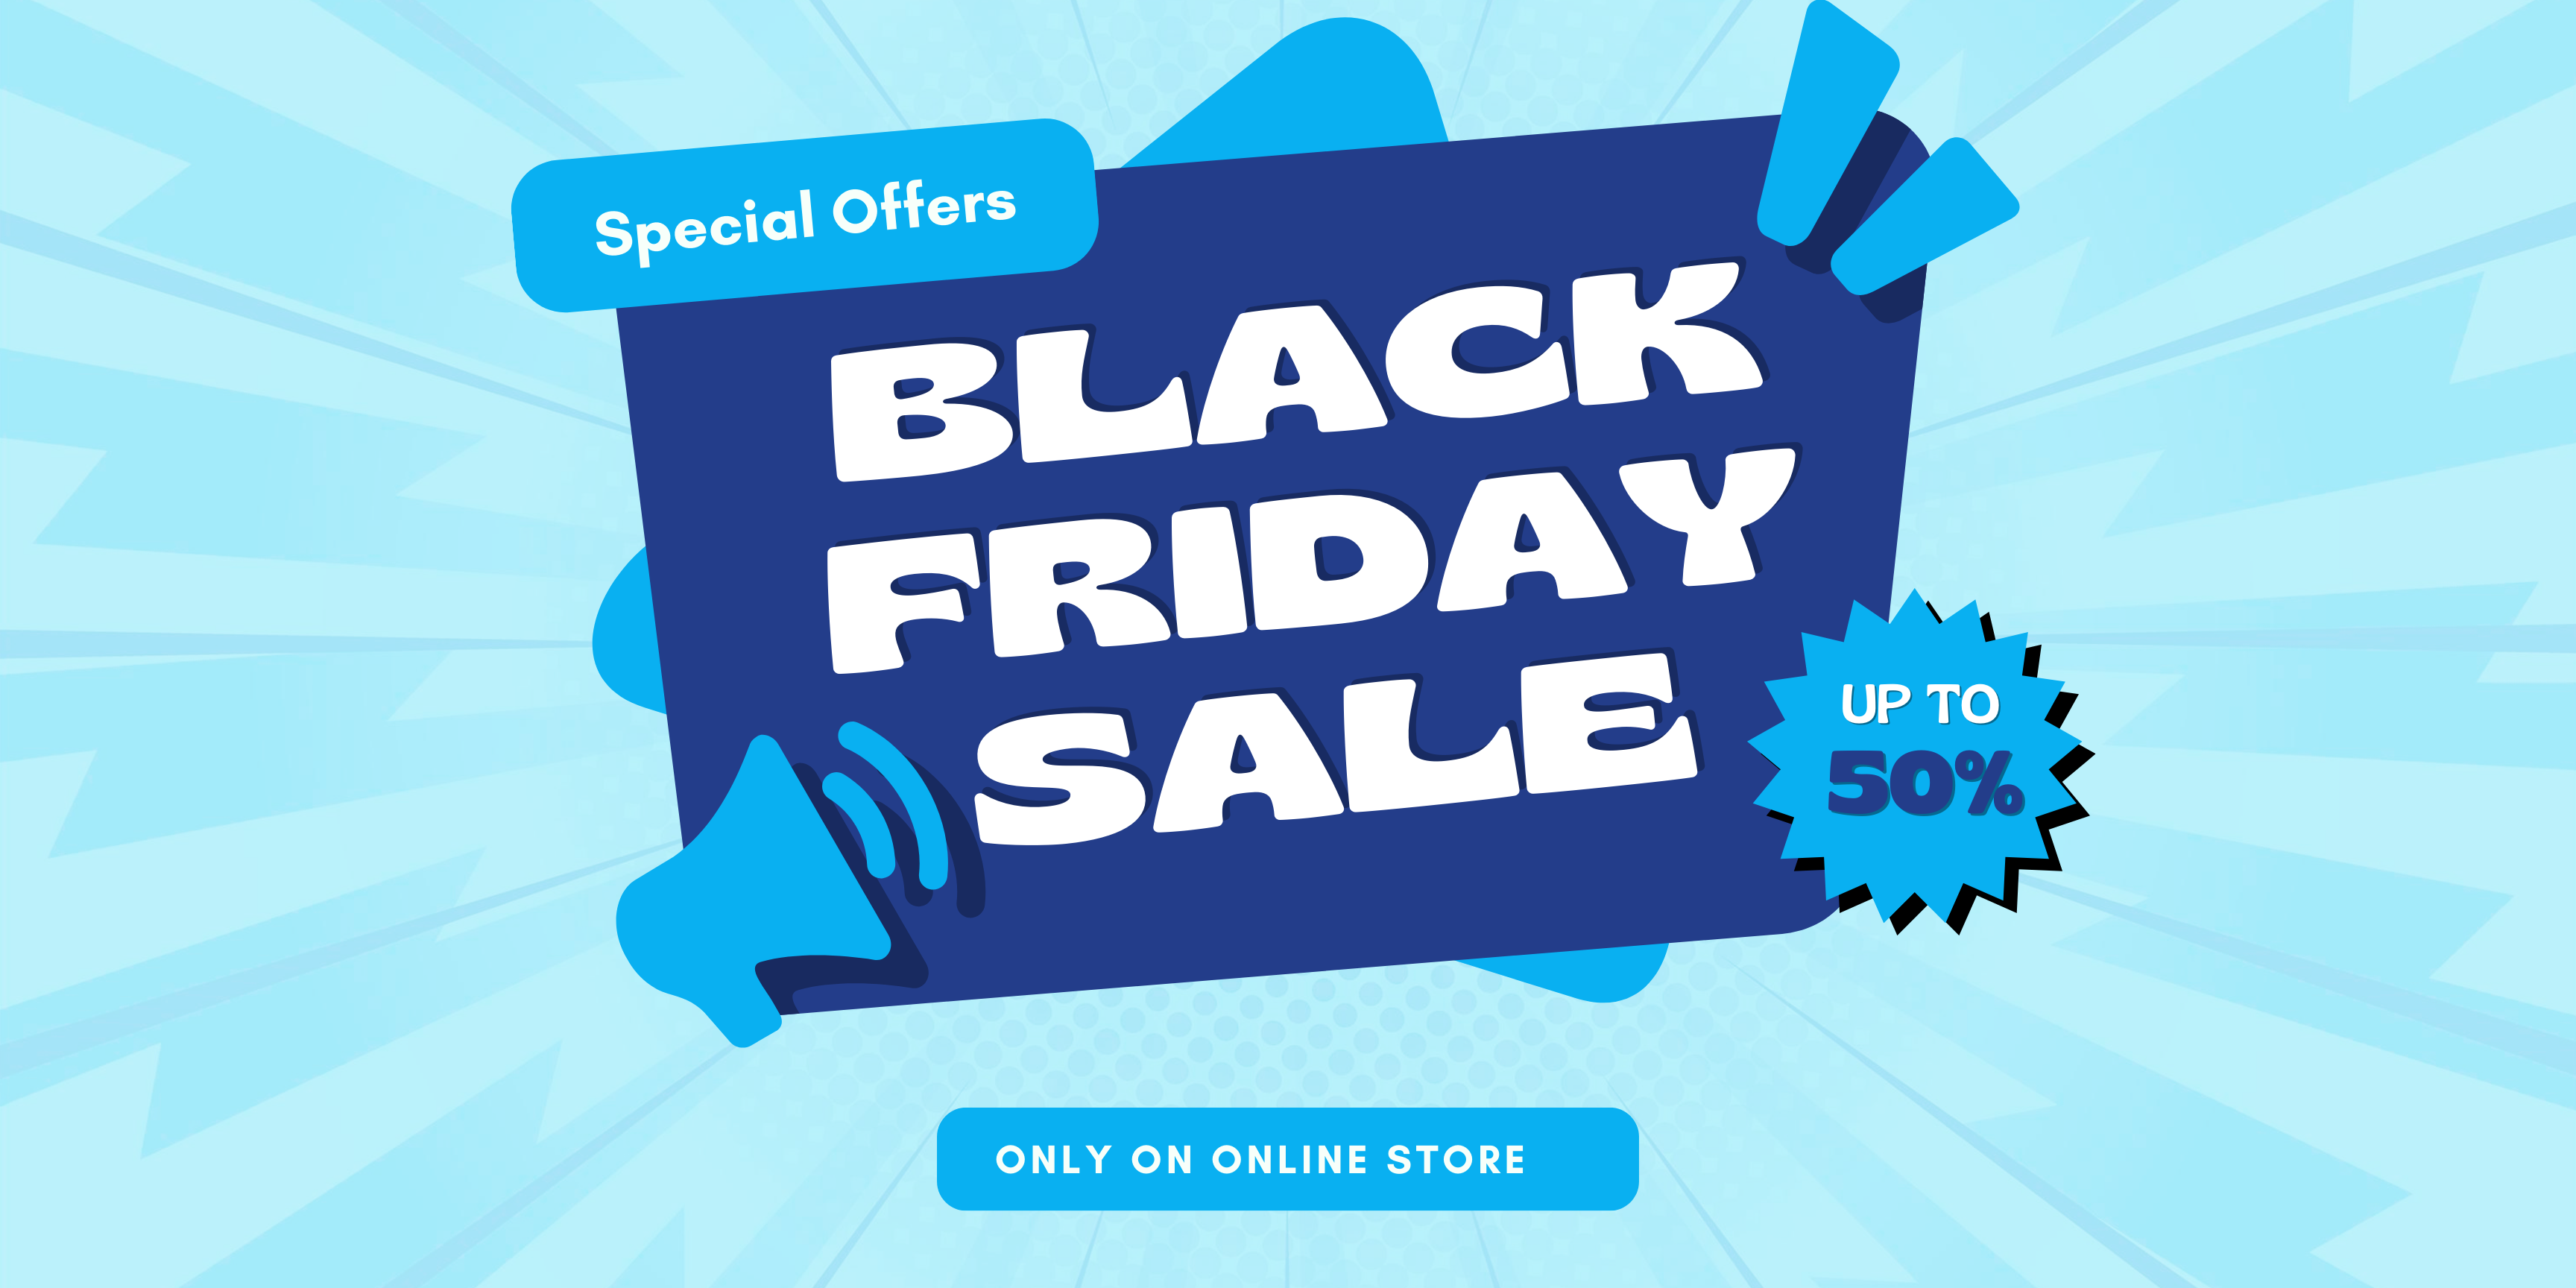 Special Offers
BLACK
FRIDAY
SALE
UP TO
50%
ONLY ON ONLINE STORE